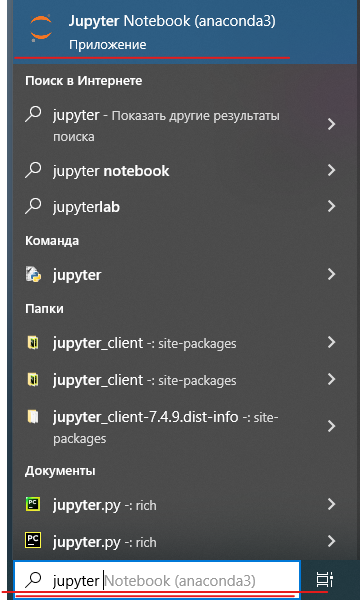 Jupyter Notebook (anaconda3)
Приложение
Поиск в Интернете
jupyter - Показать другие результаты
поиска
jupyter notebook
jupyterlab
Команда
jupyter
Папки
jupyter_client -: site-packages
jupyter_client -: site-packages
jupyter_client-7.4.9.dist-info -: site-
packages
Документы
jupyter.py -: rich
jupyter.py -: rich
jupyter Notebook (anaconda3)